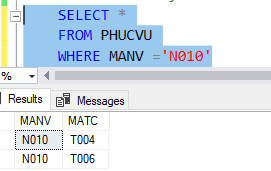 SELECT *
FROM PHUCVU
WHERE MANV ='N010'
%
Results Messages
MANV MATC
N010 T004
N010 T006